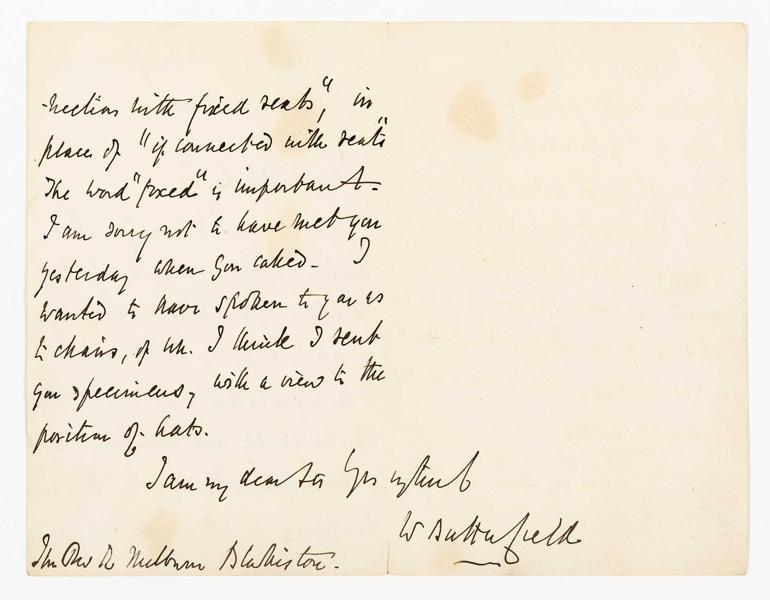 -nection with fixed seats", in
place of "if connected with seats"
The word "fixed" is important -
I am sorry not to have met you
yesterday when you called - I
wanted to have spoken to you as
to chairs, of wh. I think I sent
you specimens, with a view to the
position of hats.
I am my dear Sir Yrs
W Butterfield
The Rev R Milburn Blakiston -